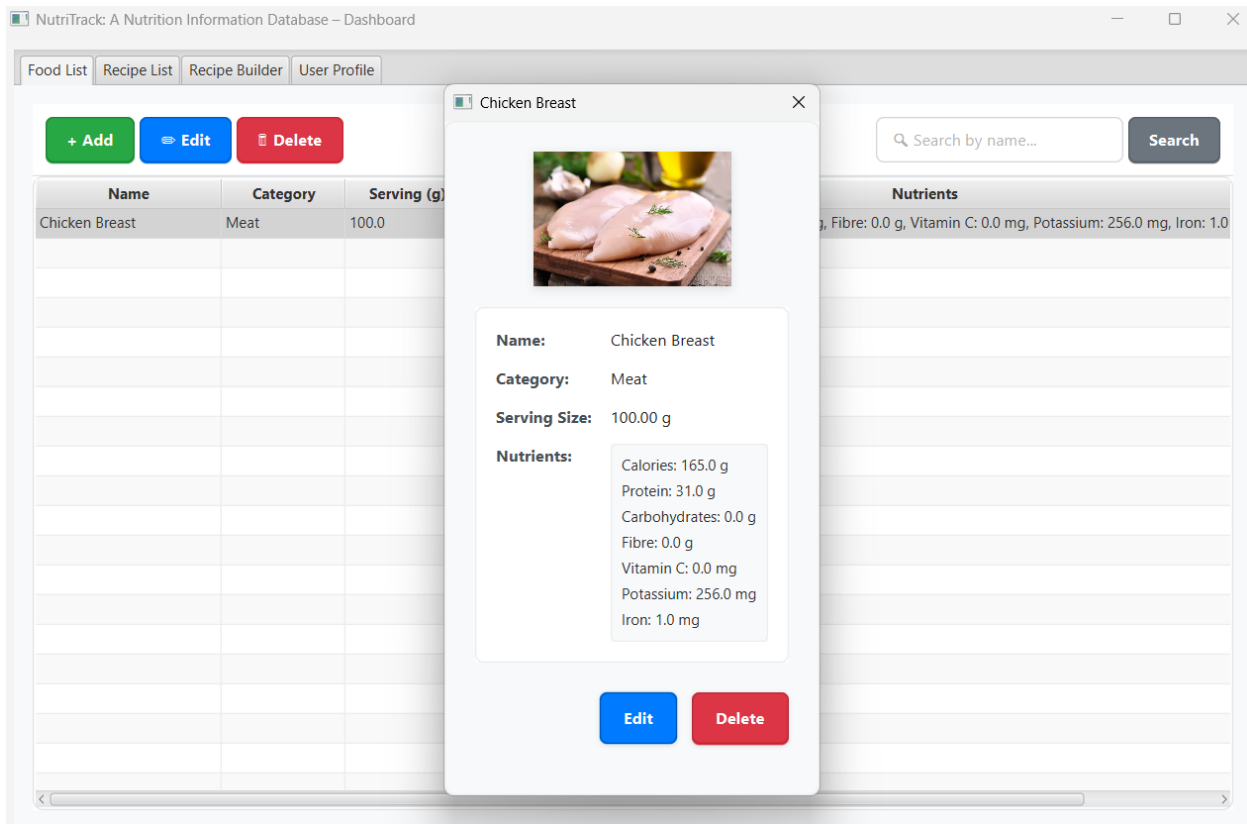 NutriTrack: A Nutrition Information Database – Dashboard
Food List Recipe List Recipe Builder User Profile
+ Add Edit Delete Search by name... Search
Name Category Serving (g) Nutrients
Chicken Breast Meat 100.0 g, Fibre: 0.0 g, Vitamin C: 0.0 mg, Potassium: 256.0 mg, Iron: 1.0
Chicken Breast
Name: Chicken Breast
Category: Meat
Serving Size: 100.00 g
Nutrients:
Calories: 165.0 g
Protein: 31.0 g
Carbohydrates: 0.0 g
Fibre: 0.0 g
Vitamin C: 0.0 mg
Potassium: 256.0 mg
Iron: 1.0 mg
Edit Delete